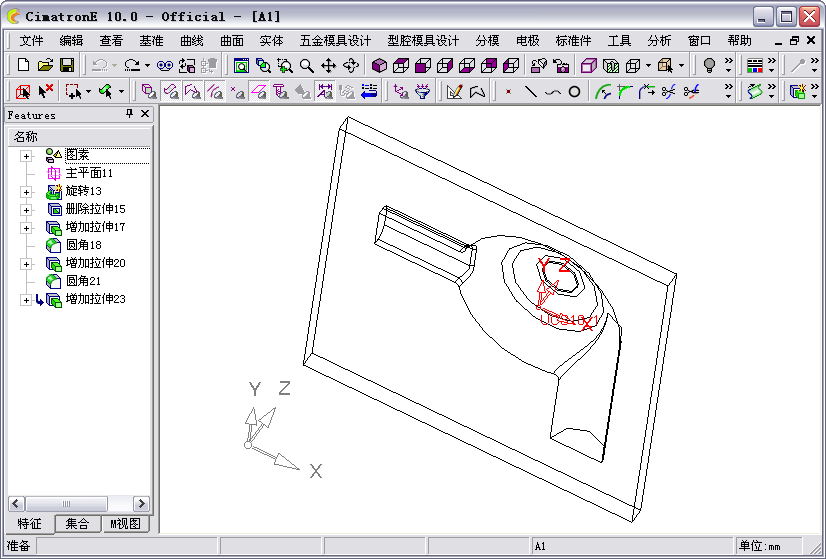 CimatronE 10.0 - Official - [A1]
文件 编辑 查看 基准 曲线 曲面 实体 五金模具设计 型腔模具设计 分模 电极 标准件 工具 分析 窗口 帮助
Features
名称
图素
主平面11
旋转13
删除拉伸15
增加拉伸17
圆角18
增加拉伸20
圆角21
增加拉伸23
Y Z
X
Y Z
X
特征 集合 M视图
准备 A1 单位:mm